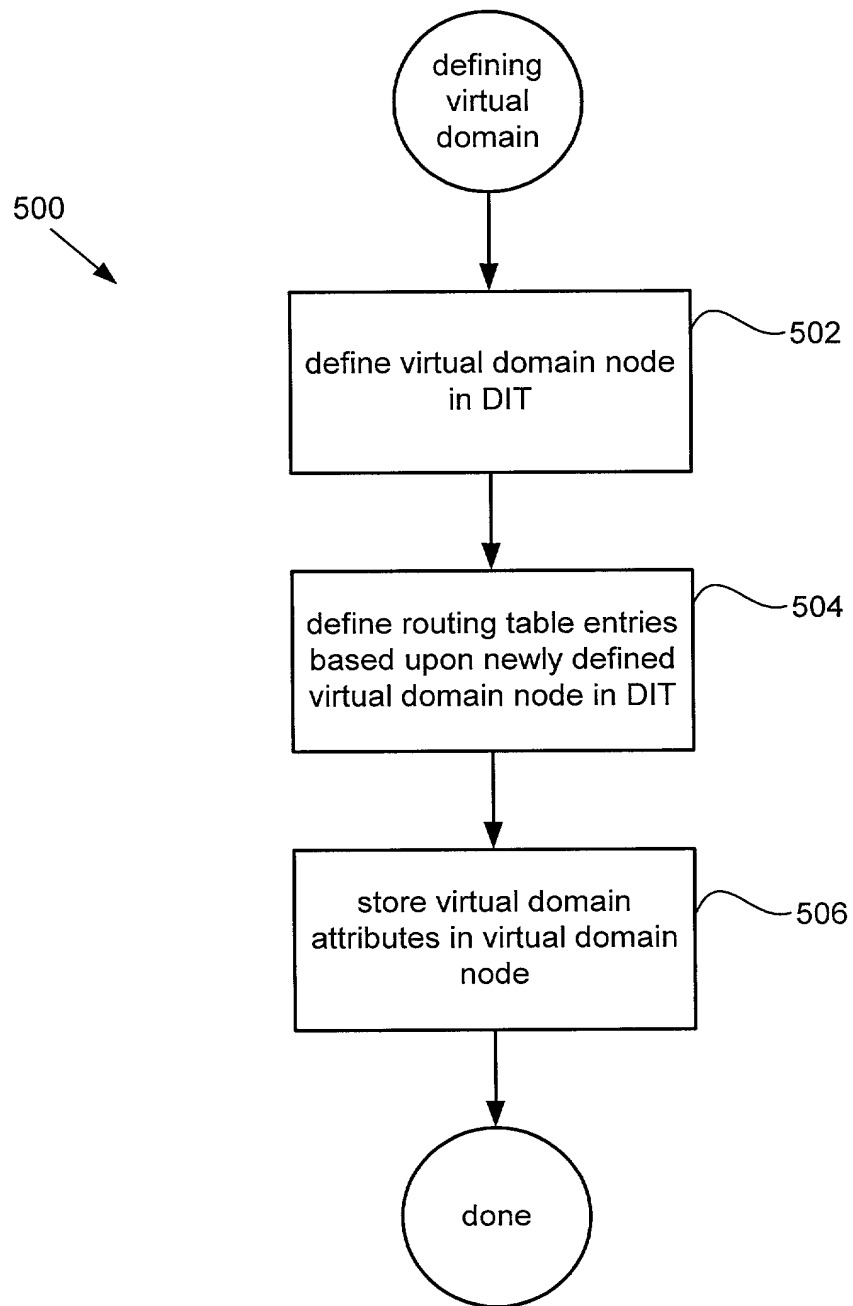 defining
virtual
domain
500
502
define virtual domain node
in DIT
504
define routing table entries
based upon newly defined
virtual domain node in DIT
store virtual domain
attributes in virtual domain
node
506
done